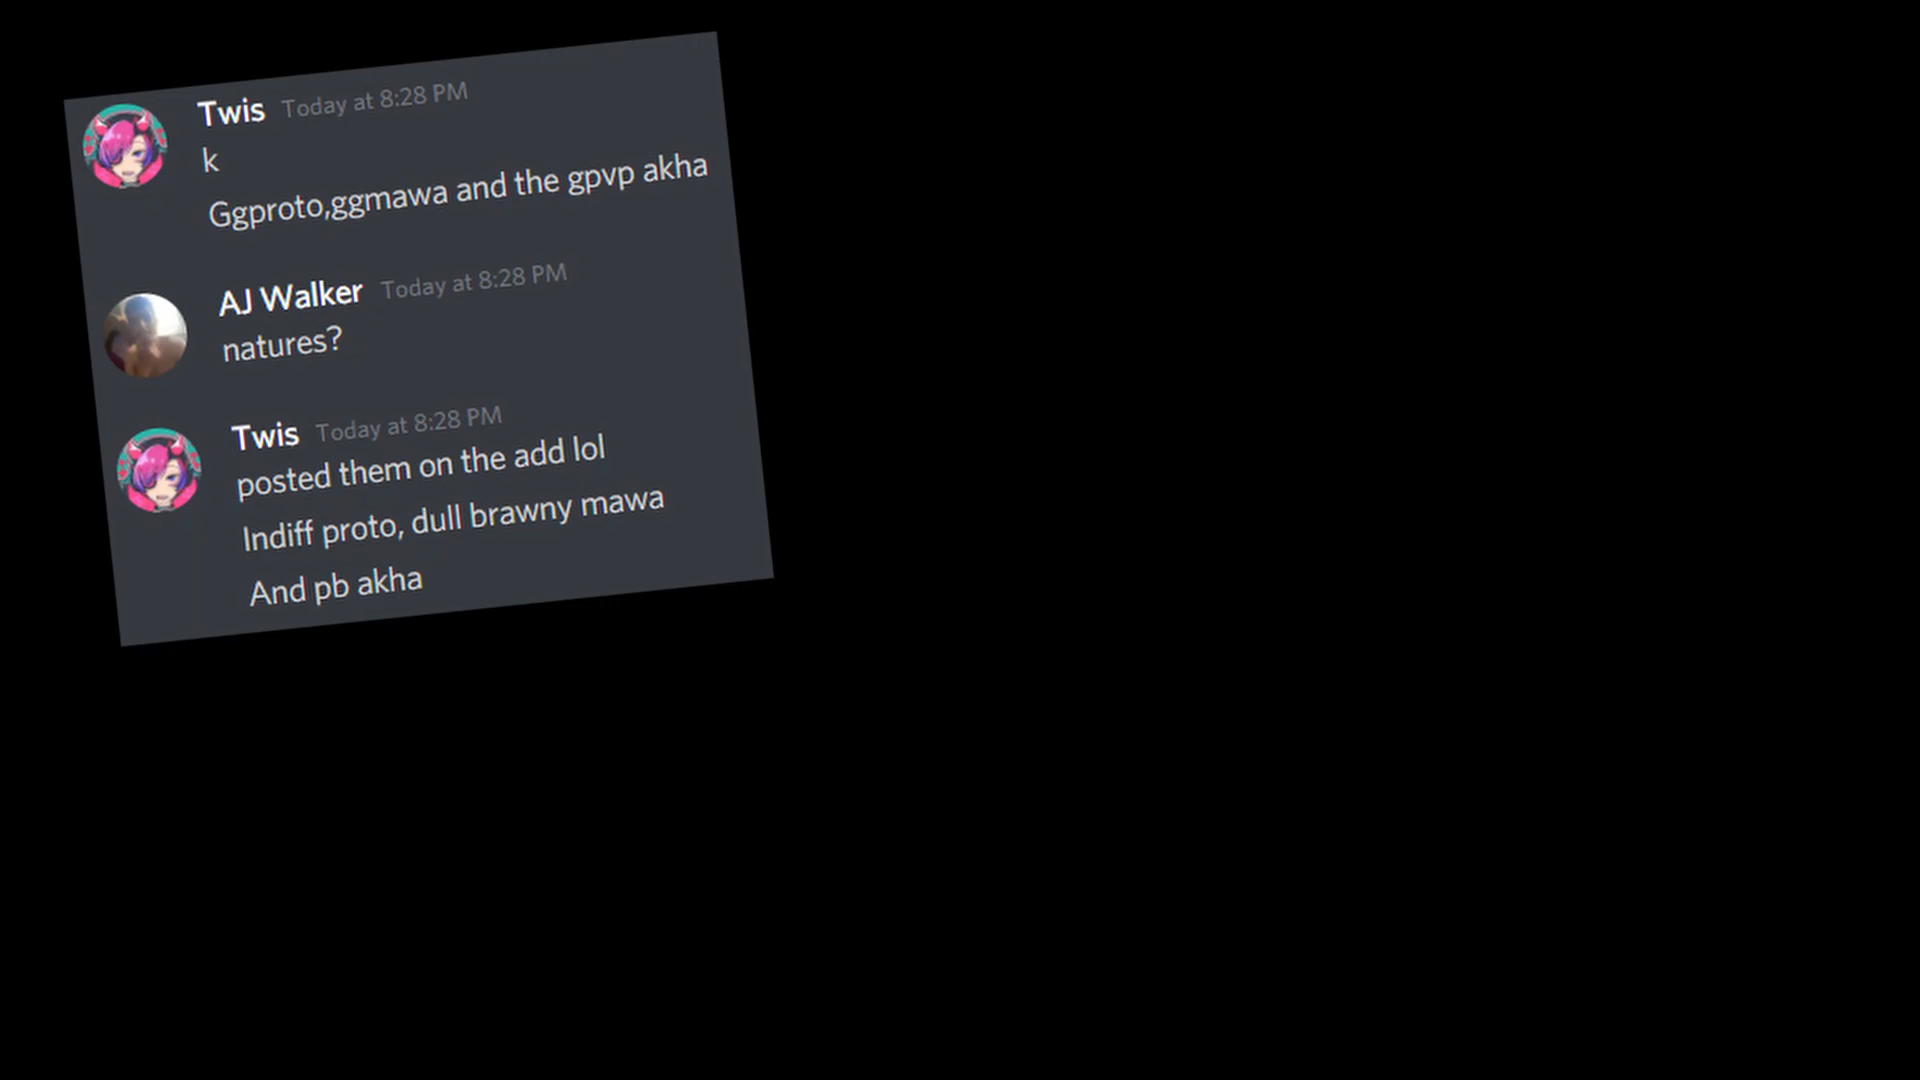 Twis Today at 8:28 PM
k
Ggproto,ggmawa and the gpvp akha
AJ Walker Today at 8:28 PM
natures?
Twis Today at 8:28 PM
posted them on the add lol
Indiff proto, dull brawny mawa
And pb akha